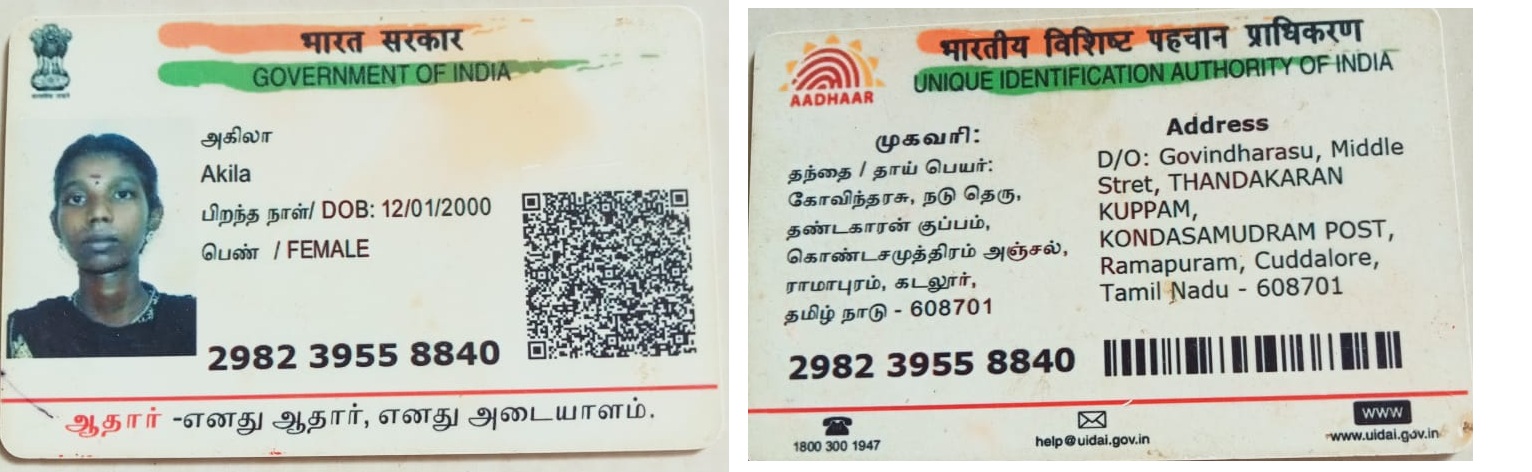 भारत सरकार
GOVERNMENT OF INDIA
அகிலா
Akila
பிறந்த நாள்/ DOB: 12/01/2000
பெண் / FEMALE
2982 3955 8840
ஆதார் -எனது ஆதார், எனது அடையாளம்.
भारतीय विशिष्ट पहचान प्राधिकरण
UNIQUE IDENTIFICATION AUTHORITY OF INDIA
AADHAAR
முகவரி:
தந்தை / தாய் பெயர்:
கோவிந்தரசு, நடு தெரு,
தண்டகாரன் குப்பம்,
கொண்டசமுத்திரம் அஞ்சல்,
ராமாபுரம், கடலூர்,
தமிழ் நாடு - 608701
Address
D/O: Govindharasu, Middle
Stret, THANDAKARAN
KUPPAM,
KONDASAMUDRAM POST,
Ramapuram, Cuddalore,
Tamil Nadu - 608701
2982 3955 8840
1800 300 1947
help@uidai.gov.in
www
www.uidai.gov.in